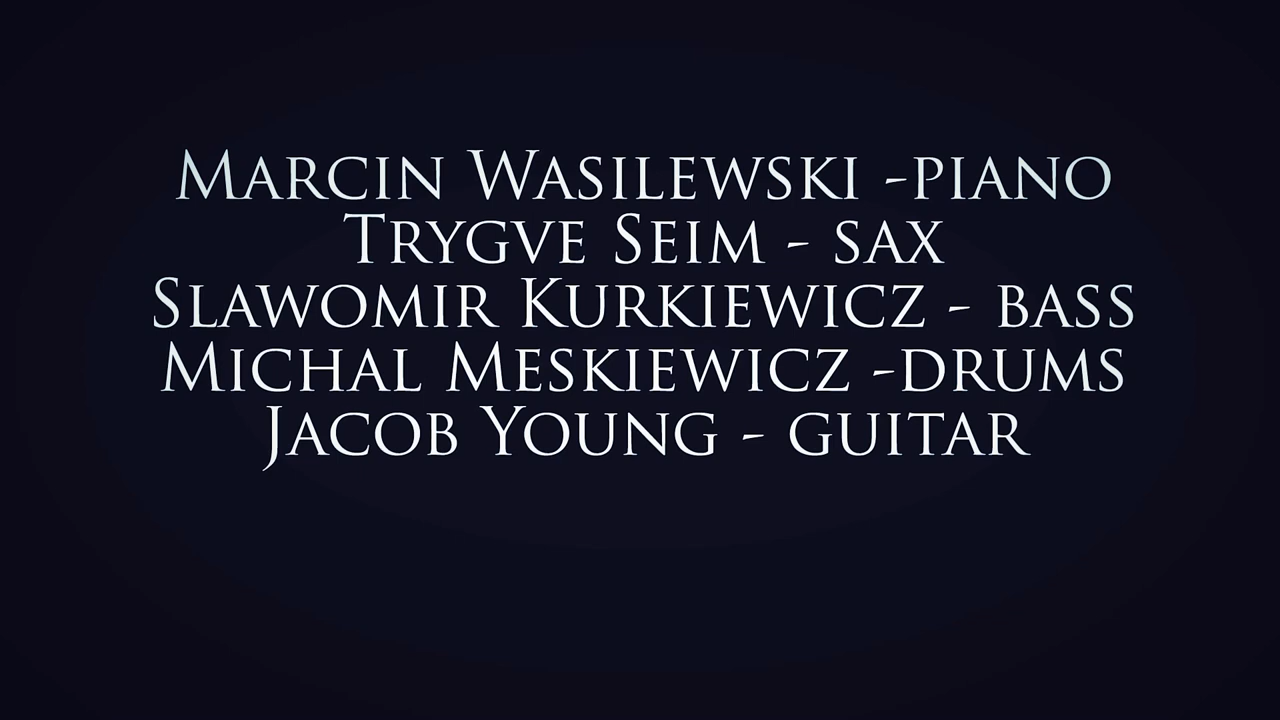 Marcin Wasilewski -piano
Trygve Seim - sax
Slawomir Kurkiewicz - bass
Michal Meskiewicz -drums
Jacob Young - guitar